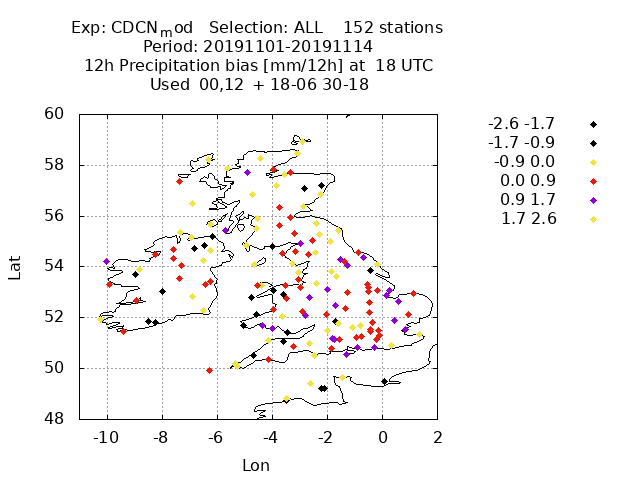 Exp: CDCNmod   Selection: ALL    152 stations
Period: 20191101-20191114
12h Precipitation bias [mm/12h] at  18 UTC
Used  00,12  + 18-06 30-18
-2.6 -1.7
-1.7 -0.9
-0.9 0.0
0.0 0.9
0.9 1.7
1.7 2.6
60
58
56
54
52
50
48
Lat
-10 -8 -6 -4 -2 0 2
Lon